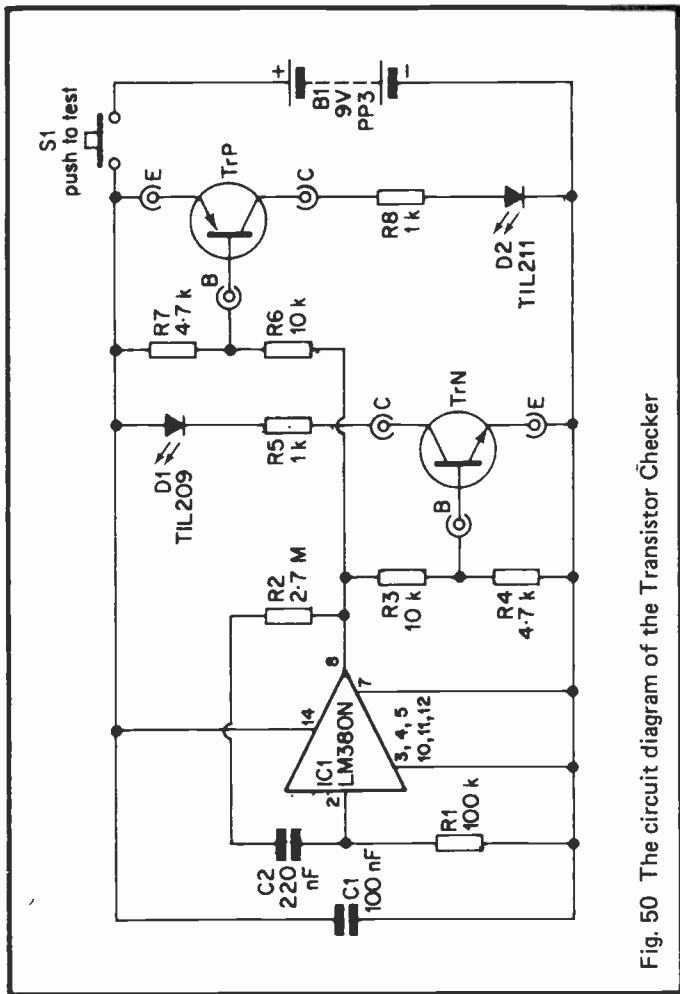 S1
push to test
+
B1
9V
PP3
-
E
TrP
C
B
R7
4·7 k
R6
10 k
R8
1 k
D2
TIL211
D1
TIL209
R5
1 k
C
TrN
B
E
R2
2·7 M
R3
10 k
R4
4·7 k
8
14
IC1
LM380N
2
7
3, 4, 5
10,11,12
C2
220
nF
C1
100 nF
R1
100 k
Fig. 50 The circuit diagram of the Transistor Checker